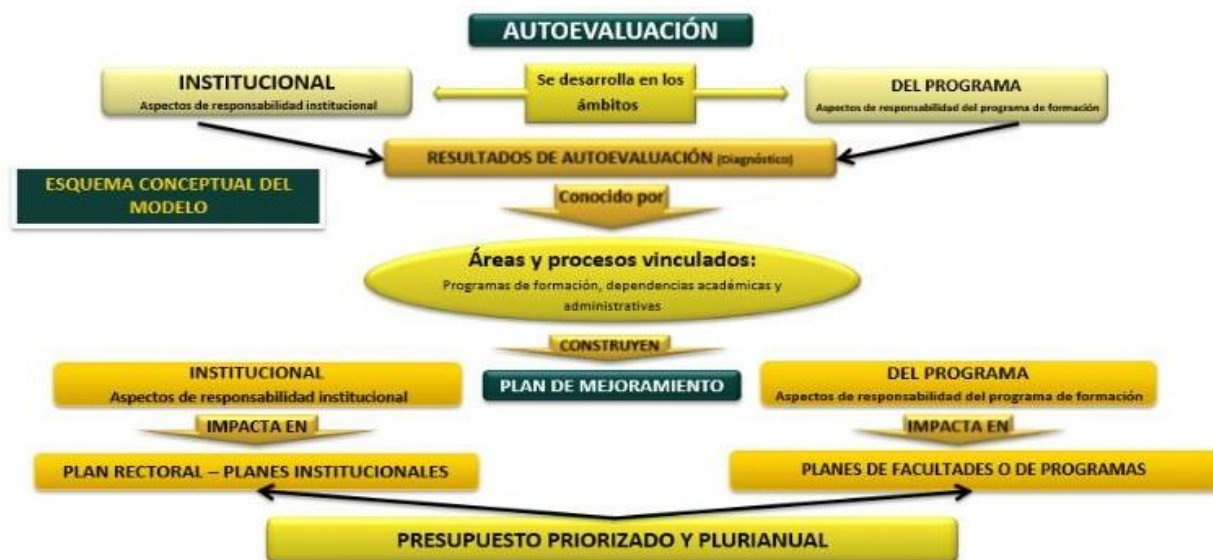 AUTOEVALUACIÓN
INSTITUCIONAL
Aspectos de responsabilidad institucional
Se desarrolla en los
ámbitos
DEL PROGRAMA
Aspectos de responsabilidad del programa de formación
RESULTADOS DE AUTOEVALUACIÓN (Diagnóstico)
ESQUEMA CONCEPTUAL DEL
MODELO
Conocido por
Áreas y procesos vinculados:
Programas de formación, dependencias académicas y
administrativas
CONSTRUYEN
INSTITUCIONAL
Aspectos de responsabilidad institucional
PLAN DE MEJORAMIENTO
DEL PROGRAMA
Aspectos de responsabilidad del programa de formación
IMPACTA EN
IMPACTA EN
PLAN RECTORAL – PLANES INSTITUCIONALES
PLANES DE FACULTADES O DE PROGRAMAS
PRESUPUESTO PRIORIZADO Y PLURIANUAL